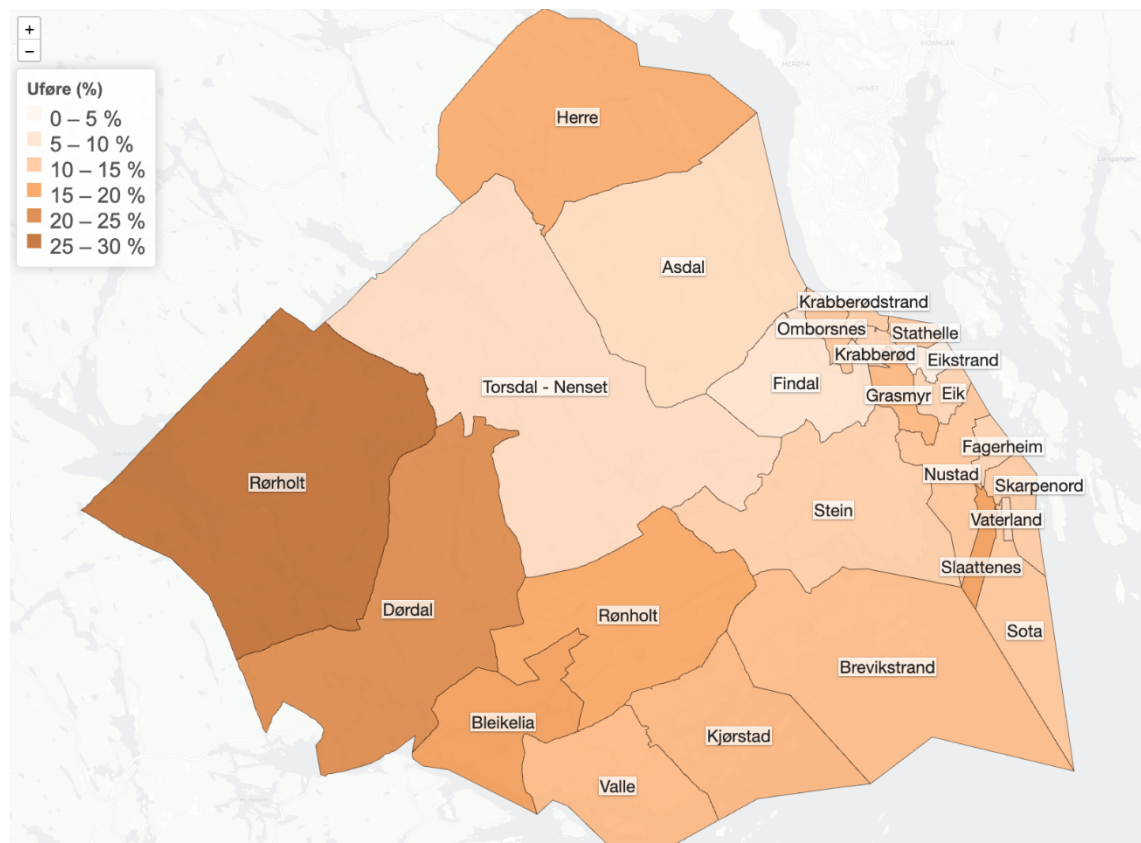 +
−
Uføre (%)
0 – 5 %
5 – 10 %
10 – 15 %
15 – 20 %
20 – 25 %
25 – 30 %
Herre
Asdal
Krabberødstrand
Omborsnes
Stathelle
Krabberød
Eikstrand
Torsdal - Nenset
Findal
Grasmyr
Eik
Fagerheim
Rørholt
Nustad
Skarpenord
Stein
Vaterland
Slaattenes
Dørdal
Rønholt
Sota
Brevikstrand
Bleikelia
Kjørstad
Valle